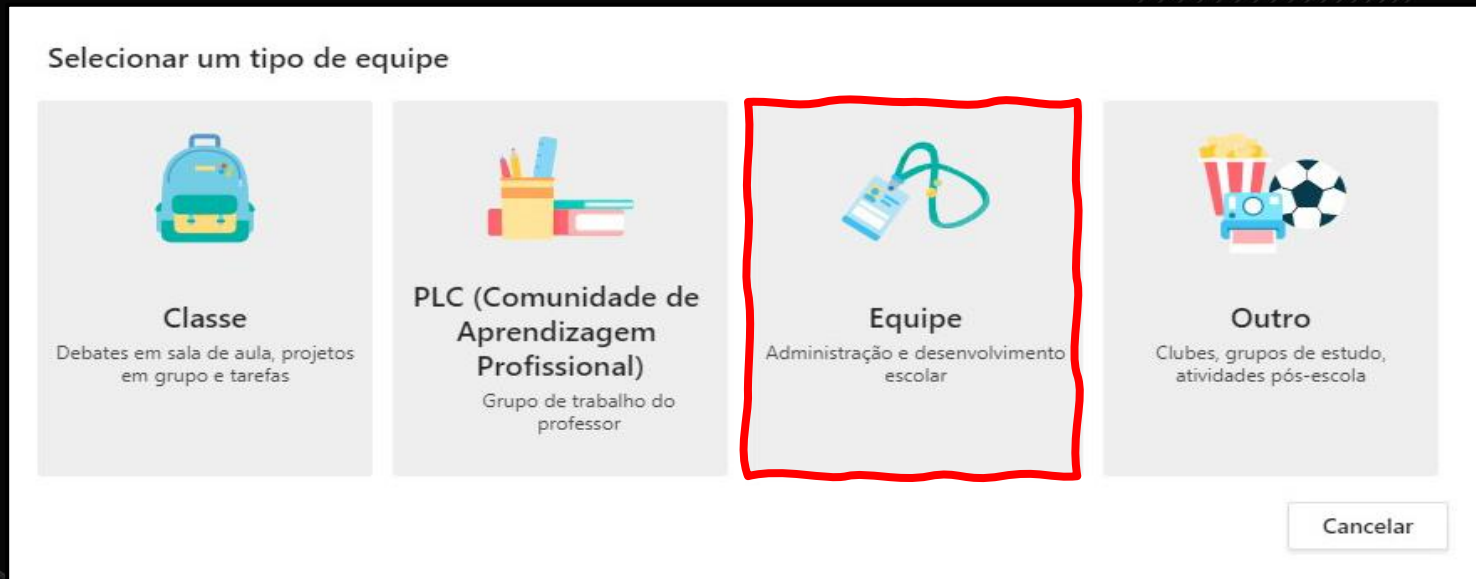 Selecionar um tipo de equipe
Classe
Debates em sala de aula, projetos
em grupo e tarefas
PLC (Comunidade de
Aprendizagem
Profissional)
Grupo de trabalho do
professor
Equipe
Administração e desenvolvimento
escolar
Outro
Clubes, grupos de estudo,
atividades pós-escola
Cancelar